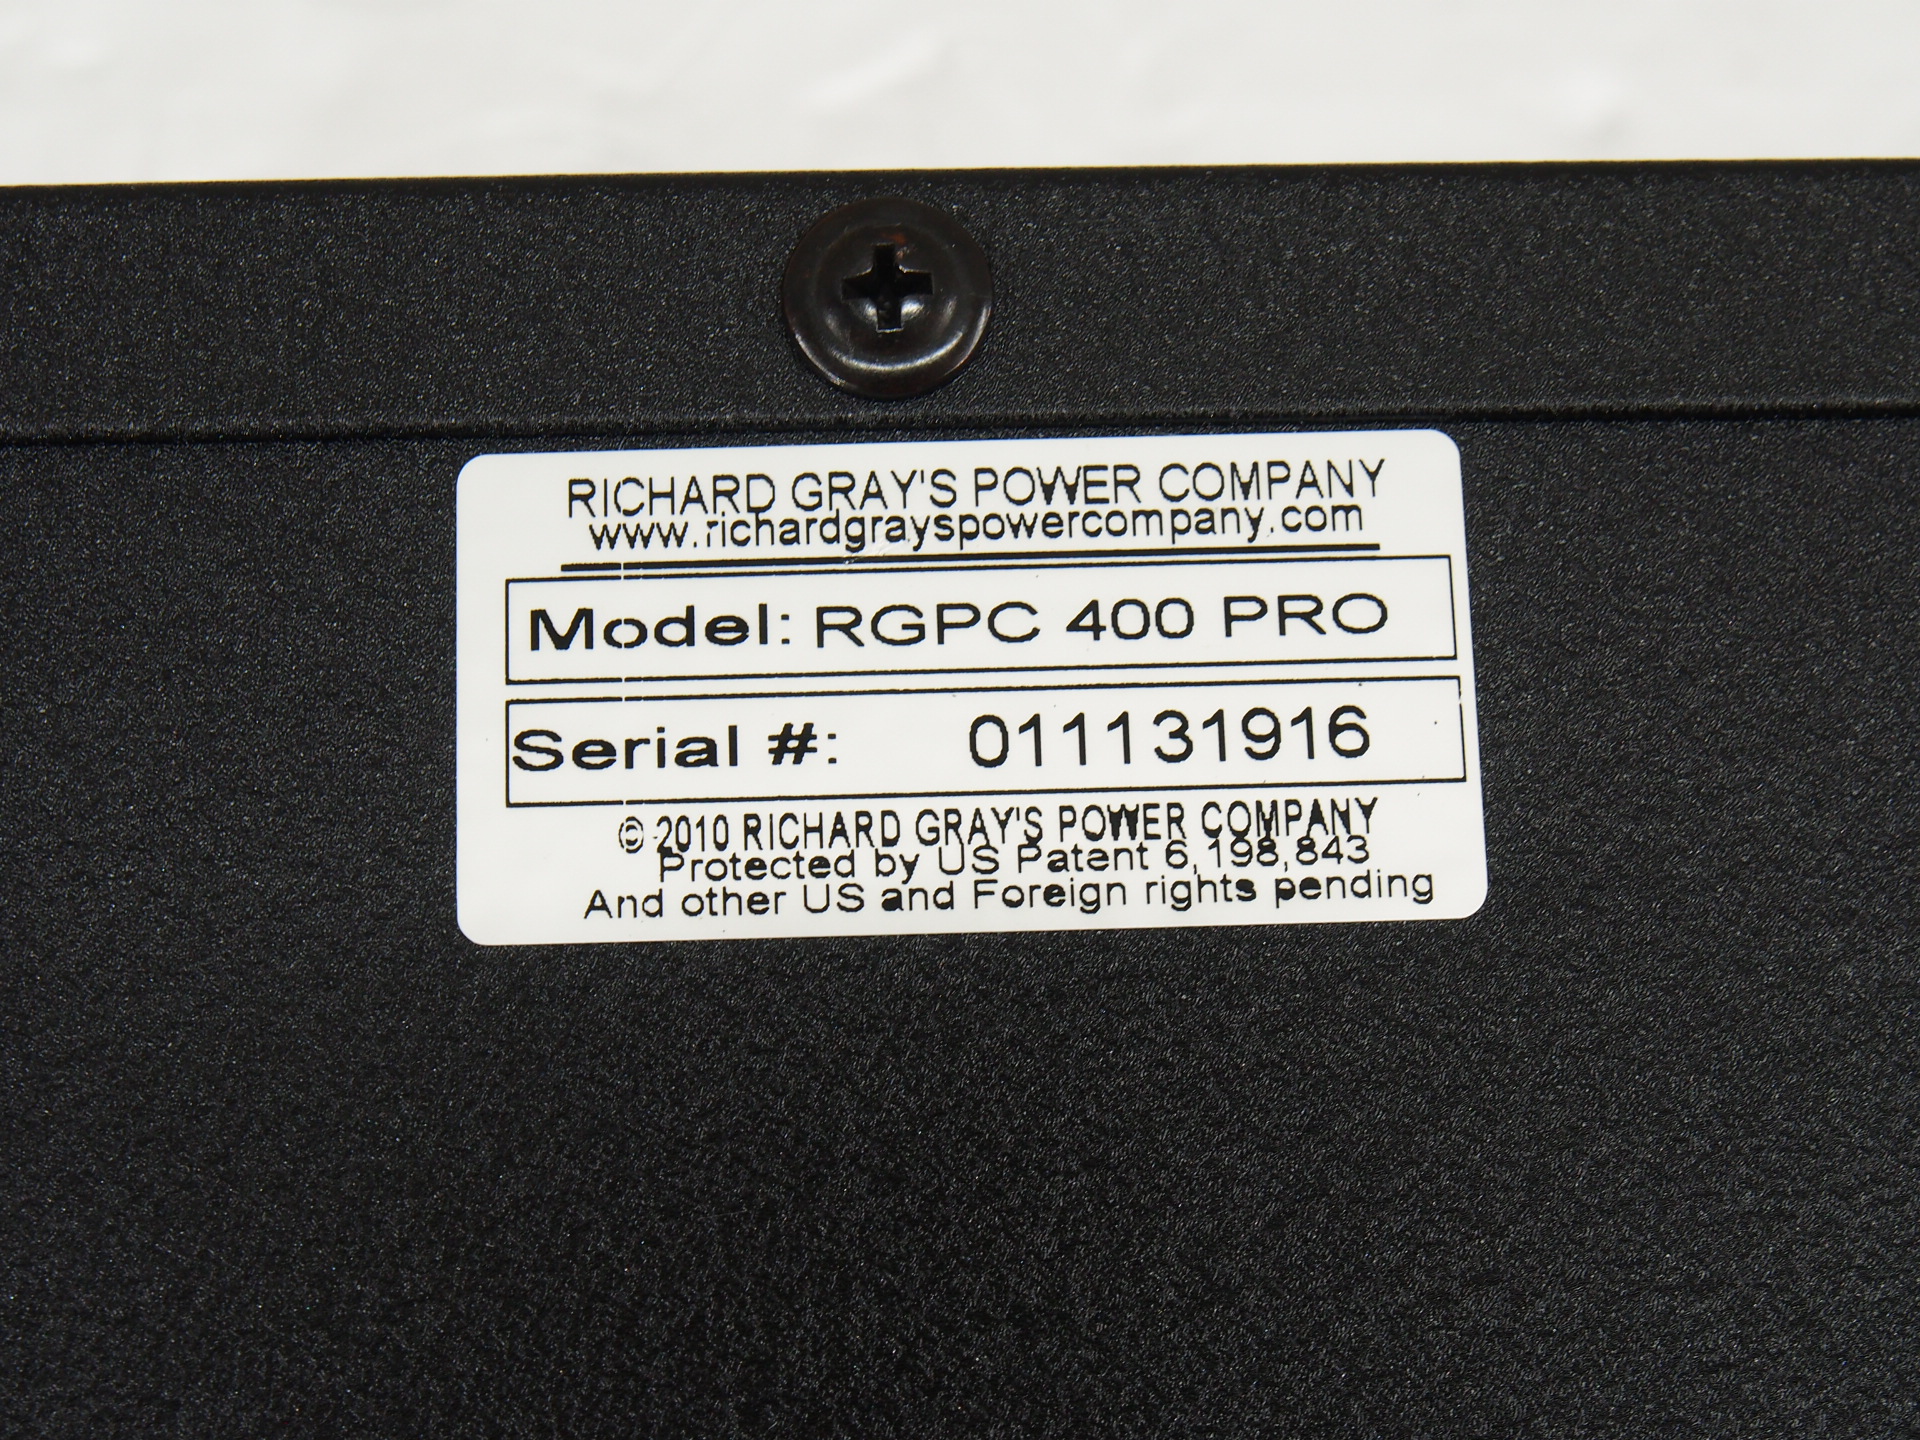 RICHARD GRAY'S POWER COMPANY
www.richardgrayspowercompany.com
Model: RGPC 400 PRO
Serial #: 011131916
© 2010 RICHARD GRAY'S POWER COMPANY
Protected by US Patent 6,198,843
And other US and Foreign rights pending